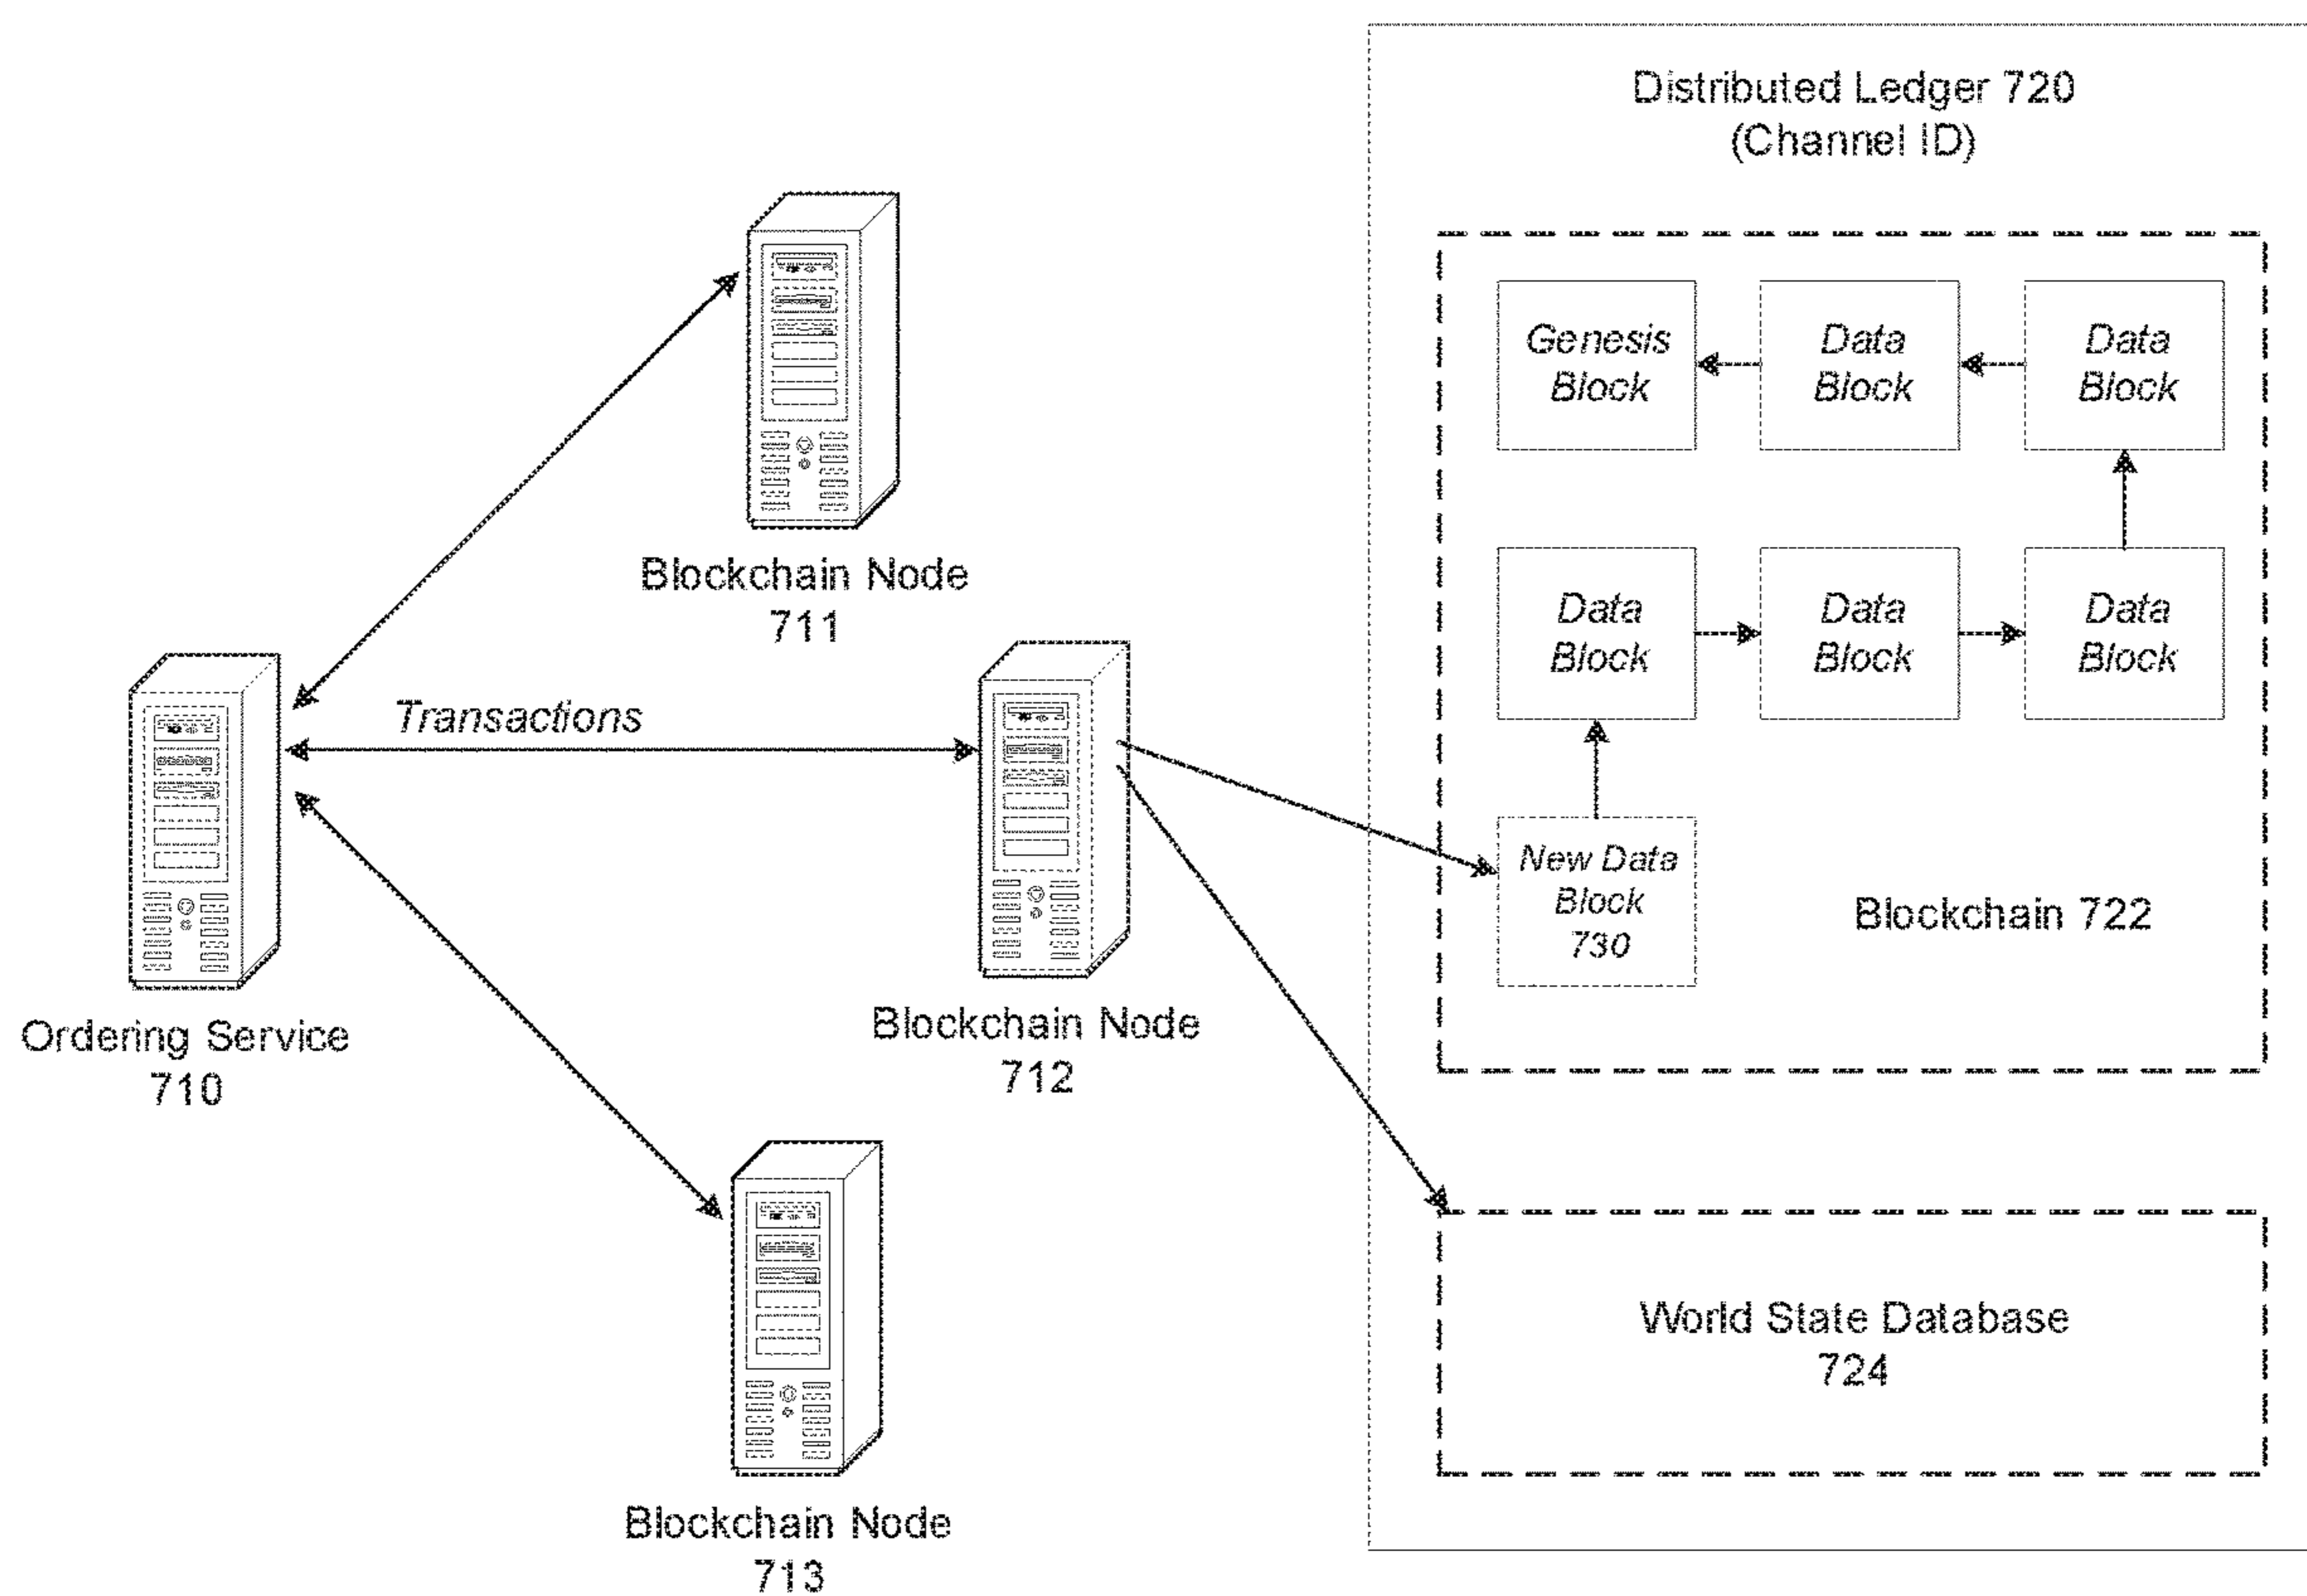 Distributed Ledger 720
(Channel ID)
Genesis
Block
Data
Block
Data
Block
Blockchain Node
711
Data
Block
Data
Block
Data
Block
Transactions
New Data
Block
730
Blockchain 722
Ordering Service
710
Blockchain Node
712
World State Database
724
Blockchain Node
713